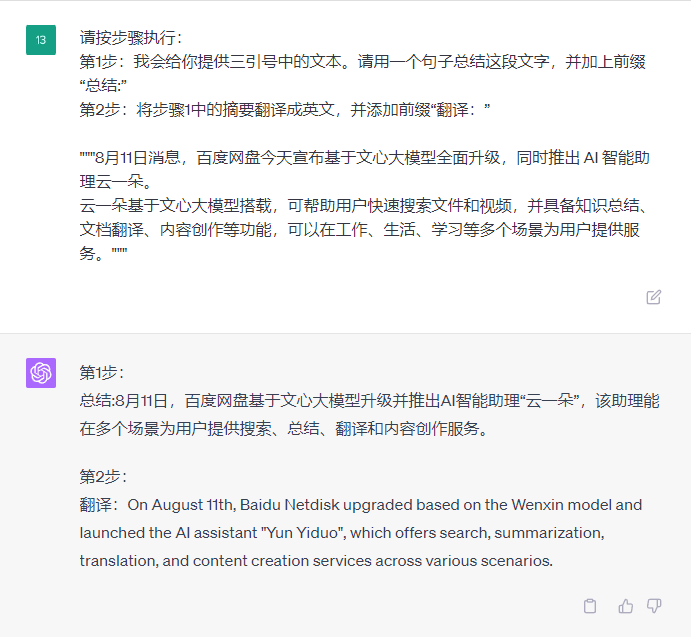 13
请按步骤执行：
第1步：我会给你提供三引号中的文本。请用一个句子总结这段文字，并加上前缀
“总结:”
第2步：将步骤1中的摘要翻译成英文，并添加前缀“翻译：”
"""8月11日消息，百度网盘今天宣布基于文心大模型全面升级，同时推出 AI 智能助
理云一朵。
云一朵基于文心大模型搭载，可帮助用户快速搜索文件和视频，并具备知识总结、
文档翻译、内容创作等功能，可以在工作、生活、学习等多个场景为用户提供服
务。"""
第1步：
总结:8月11日，百度网盘基于文心大模型升级并推出AI智能助理“云一朵”，该助理能
在多个场景为用户提供搜索、总结、翻译和内容创作服务。
第2步：
翻译：On August 11th, Baidu Netdisk upgraded based on the Wenxin model and
launched the AI assistant "Yun Yiduo", which offers search, summarization,
translation, and content creation services across various scenarios.